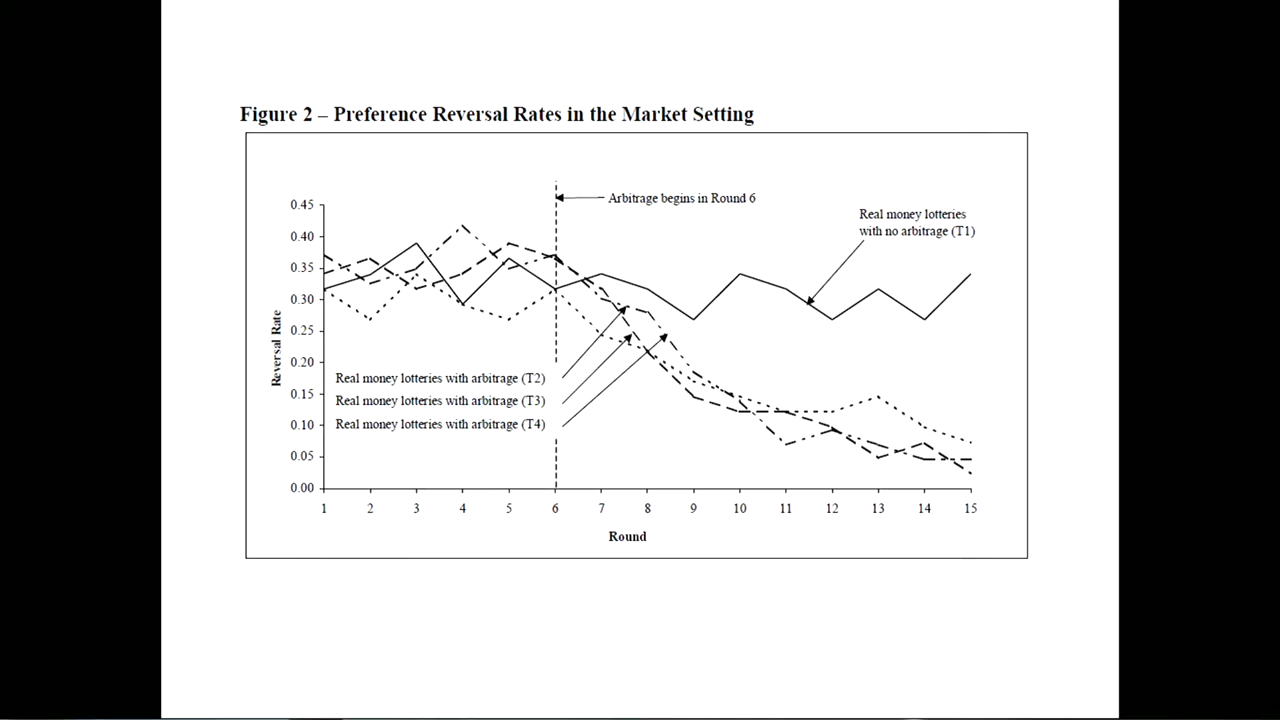 Figure 2 – Preference Reversal Rates in the Market Setting
Arbitrage begins in Round 6
Real money lotteries
with no arbitrage (T1)
0.45
0.40
0.35
0.30
0.25
0.20
0.15
0.10
0.05
0.00
Reversal Rate
Real money lotteries with arbitrage (T2)
Real money lotteries with arbitrage (T3)
Real money lotteries with arbitrage (T4)
1 2 3 4 5 6 7 8 9 10 11 12 13 14 15
Round